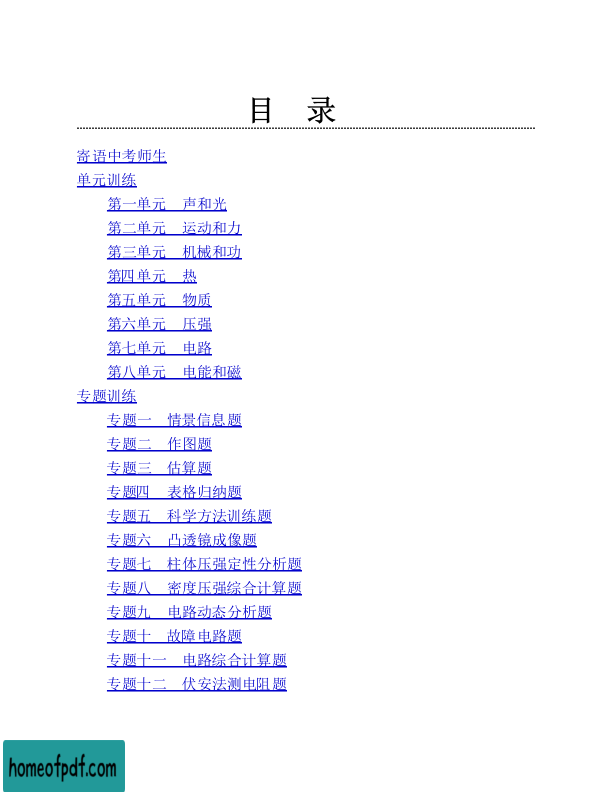 目 录
寄语中考师生
单元训练
第一单元 声和光
第二单元 运动和力
第三单元 机械和功
第四单元 热
第五单元 物质
第六单元 压强
第七单元 电路
第八单元 电能和磁
专题训练
专题一 情景信息题
专题二 作图题
专题三 估算题
专题四 表格归纳题
专题五 科学方法训练题
专题六 凸透镜成像题
专题七 柱体压强定性分析题
专题八 密度压强综合计算题
专题九 电路动态分析题
专题十 故障电路题
专题十一 电路综合计算题
专题十二 伏安法测电阻题
homeofpdf.com